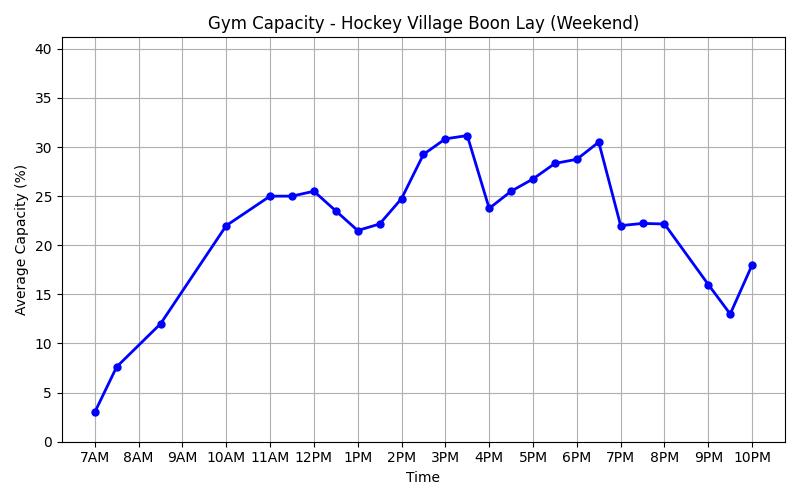 Gym Capacity - Hockey Village Boon Lay (Weekend)
40
35
30
25
20
15
10
5
0
Average Capacity (%)
7AM 8AM 9AM 10AM 11AM 12PM 1PM 2PM 3PM 4PM 5PM 6PM 7PM 8PM 9PM 10PM
Time